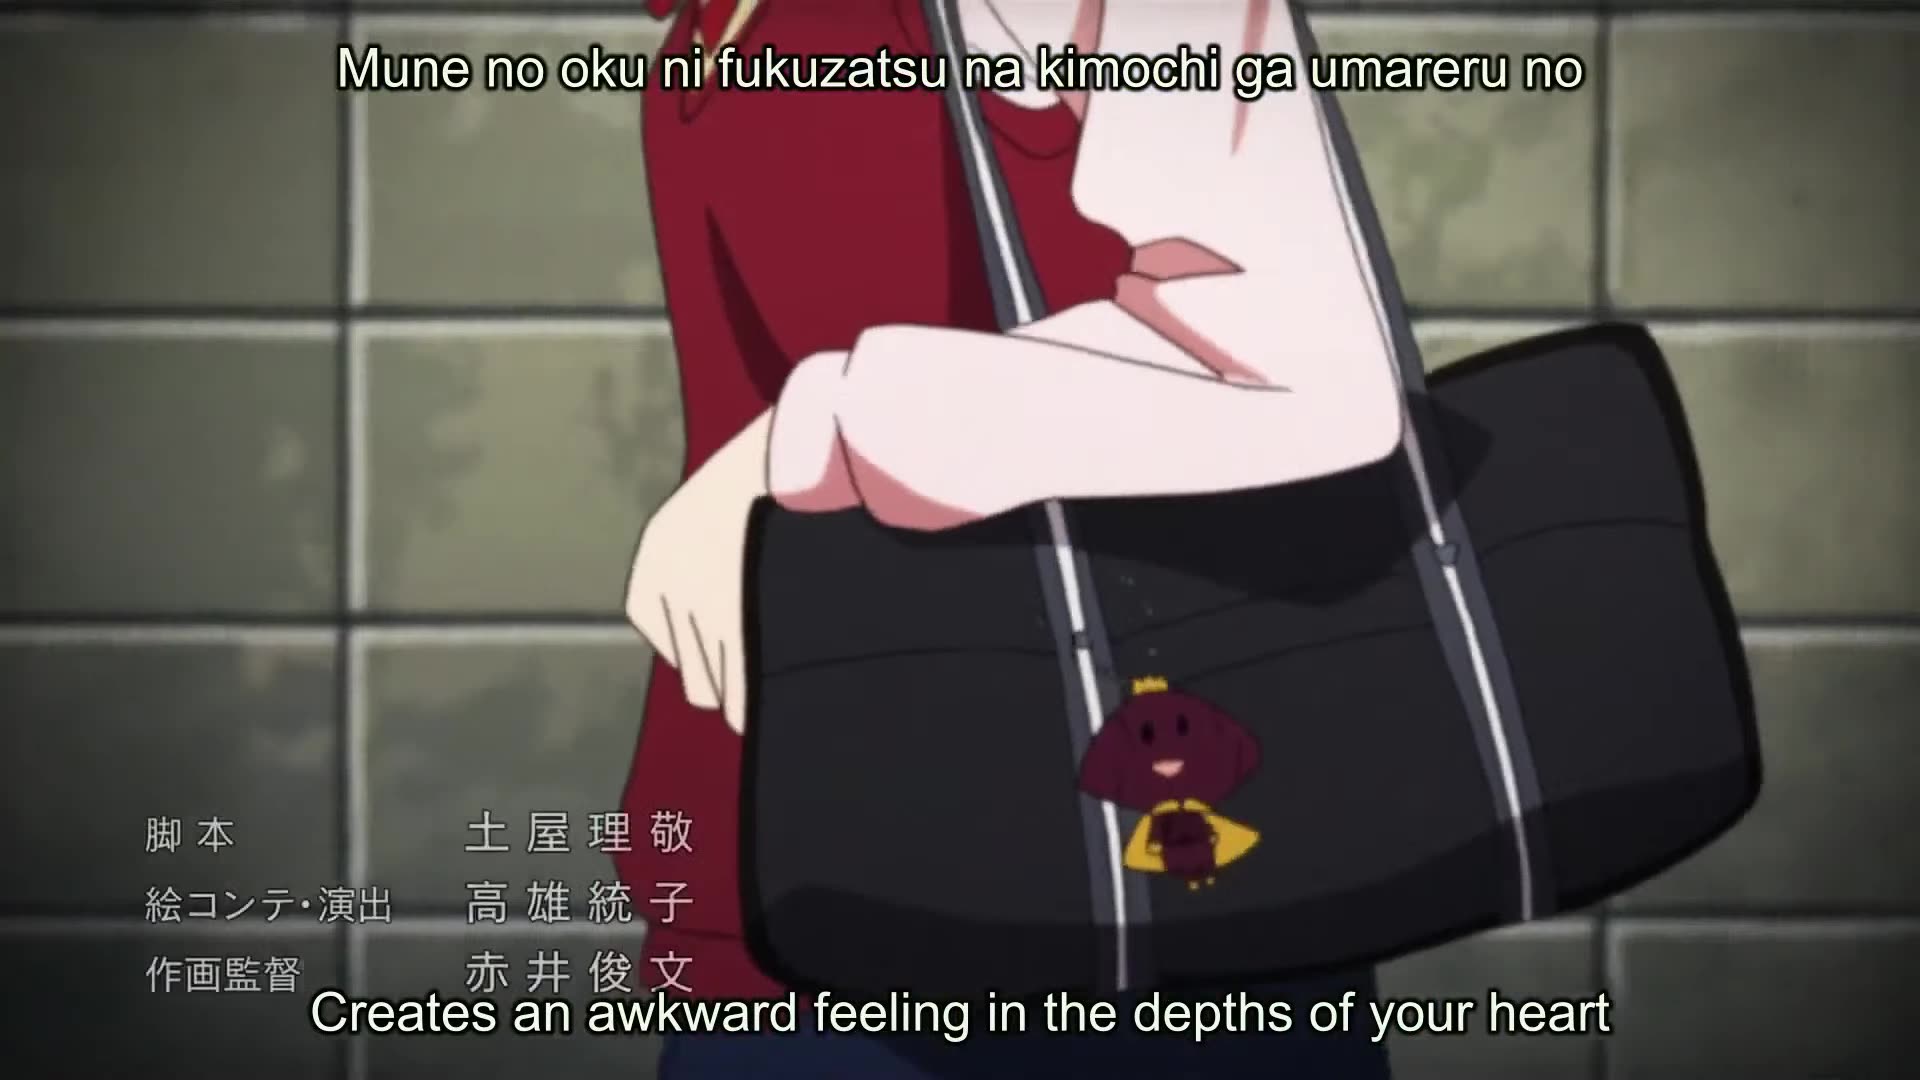 Mune no oku ni fukuzatsu na kimochi ga umareru no
脚本 土屋理敬
絵コンテ・演出 高雄統子
作画監督 赤井俊文
Creates an awkward feeling in the depths of your heart